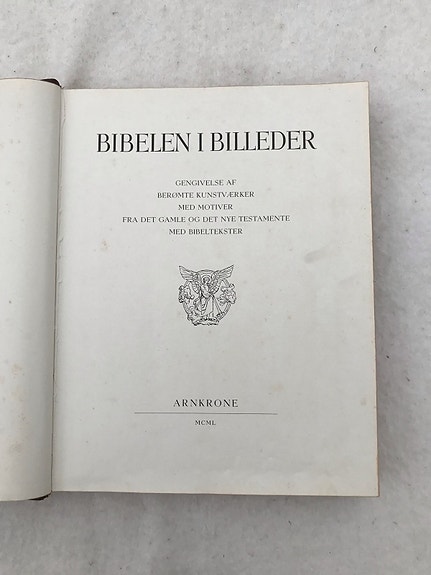 BIBELEN I BILLEDER
GENGIVELSE AF
BERØMTE KUNSTVÆRKER
MED MOTIVER
FRA DET GAMLE OG DET NYE TESTAMENTE
MED BIBELTEKSTER
ARNKRONE
MCML